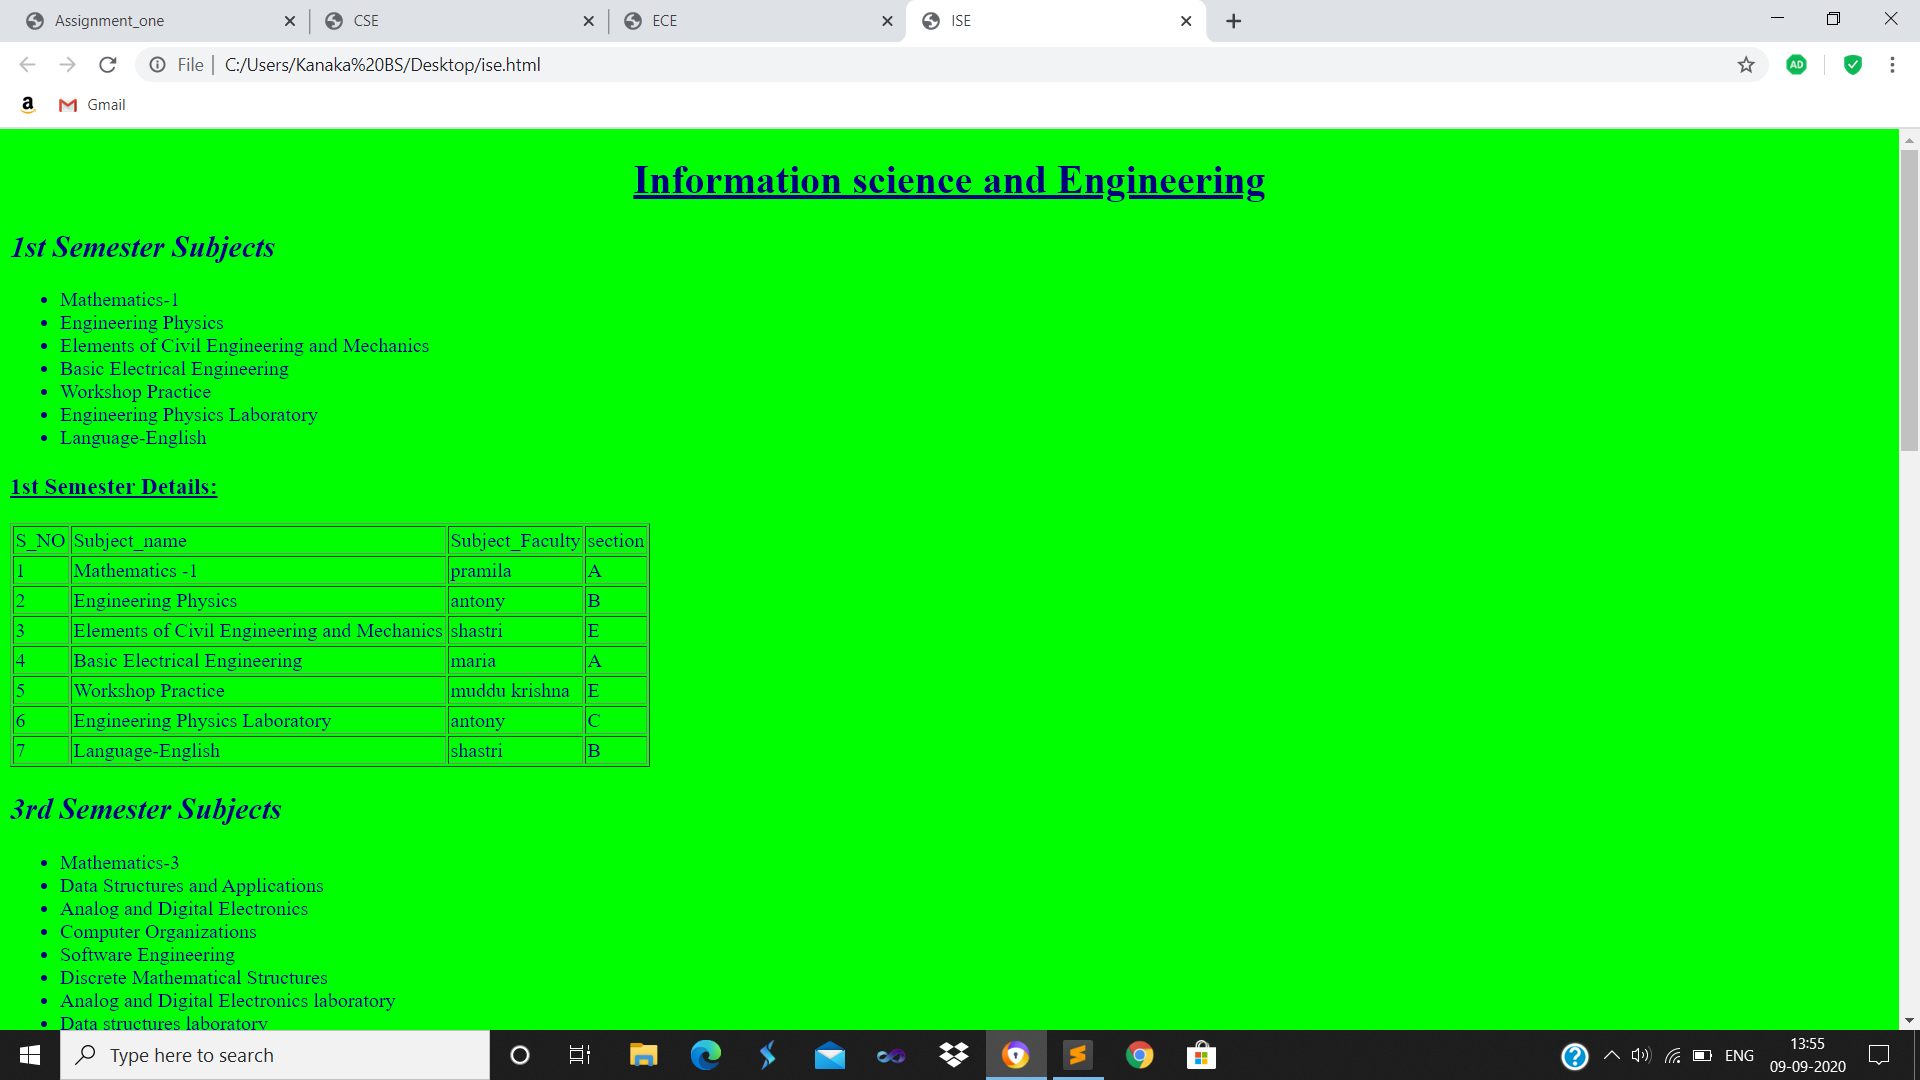 Assignment_one
CSE
ECE
ISE
File
C:/Users/Kanaka%20BS/Desktop/ise.html
AD
a
Gmail
Information science and Engineering
1st Semester Subjects
Mathematics-1
Engineering Physics
Elements of Civil Engineering and Mechanics
Basic Electrical Engineering
Workshop Practice
Engineering Physics Laboratory
Language-English
1st Semester Details:
S_NO Subject_name Subject_Faculty section
1 Mathematics -1 pramila A
2 Engineering Physics antony B
3 Elements of Civil Engineering and Mechanics shastri E
4 Basic Electrical Engineering maria A
5 Workshop Practice muddu krishna E
6 Engineering Physics Laboratory antony C
7 Language-English shastri B
3rd Semester Subjects
Mathematics-3
Data Structures and Applications
Analog and Digital Electronics
Computer Organizations
Software Engineering
Discrete Mathematical Structures
Analog and Digital Electronics laboratory
Data structures laboratory
Type here to search
ENG
13:55
09-09-2020